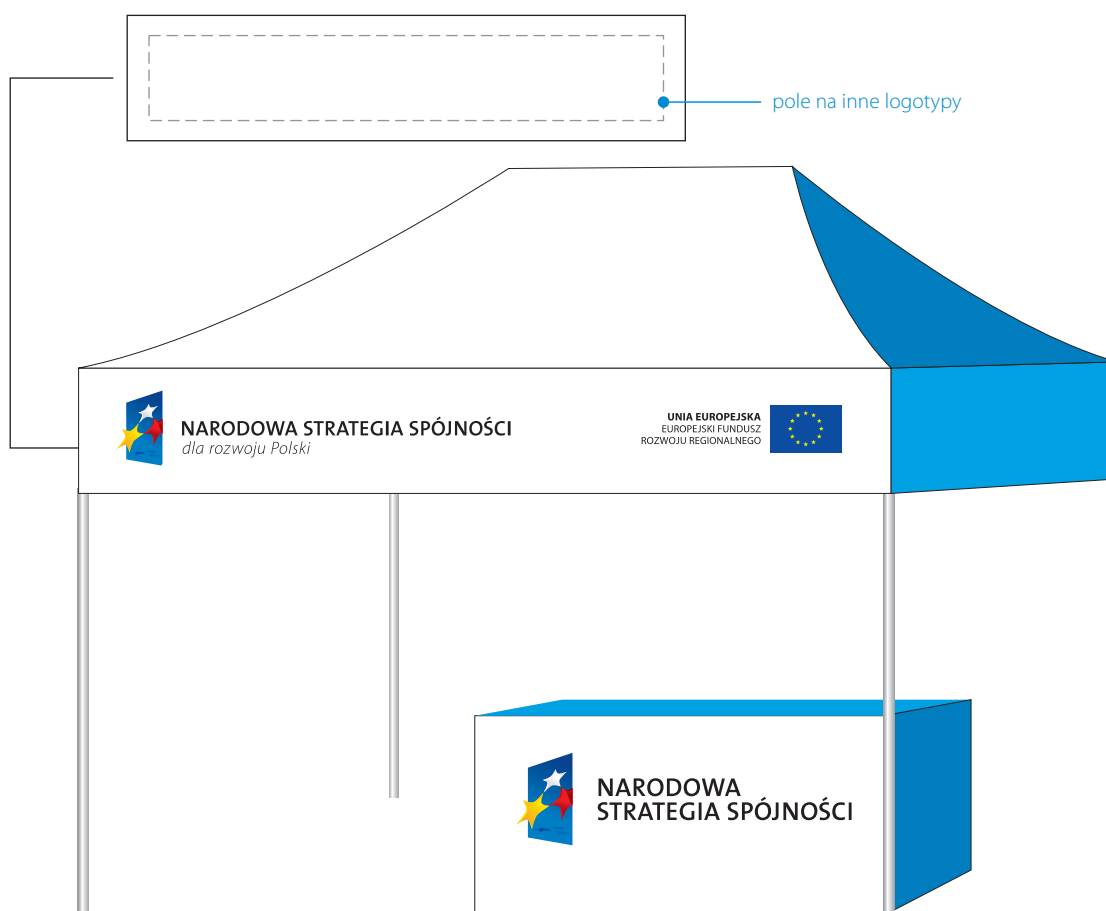 pole na inne logotypy
NARODOWA STRATEGIA SPÓJNOŚCI
dla rozwoju Polski
UNIA EUROPEJSKA
EUROPEJSKI FUNDUSZ
ROZWOJU REGIONALNEGO
NARODOWA
STRATEGIA SPÓJNOŚCI